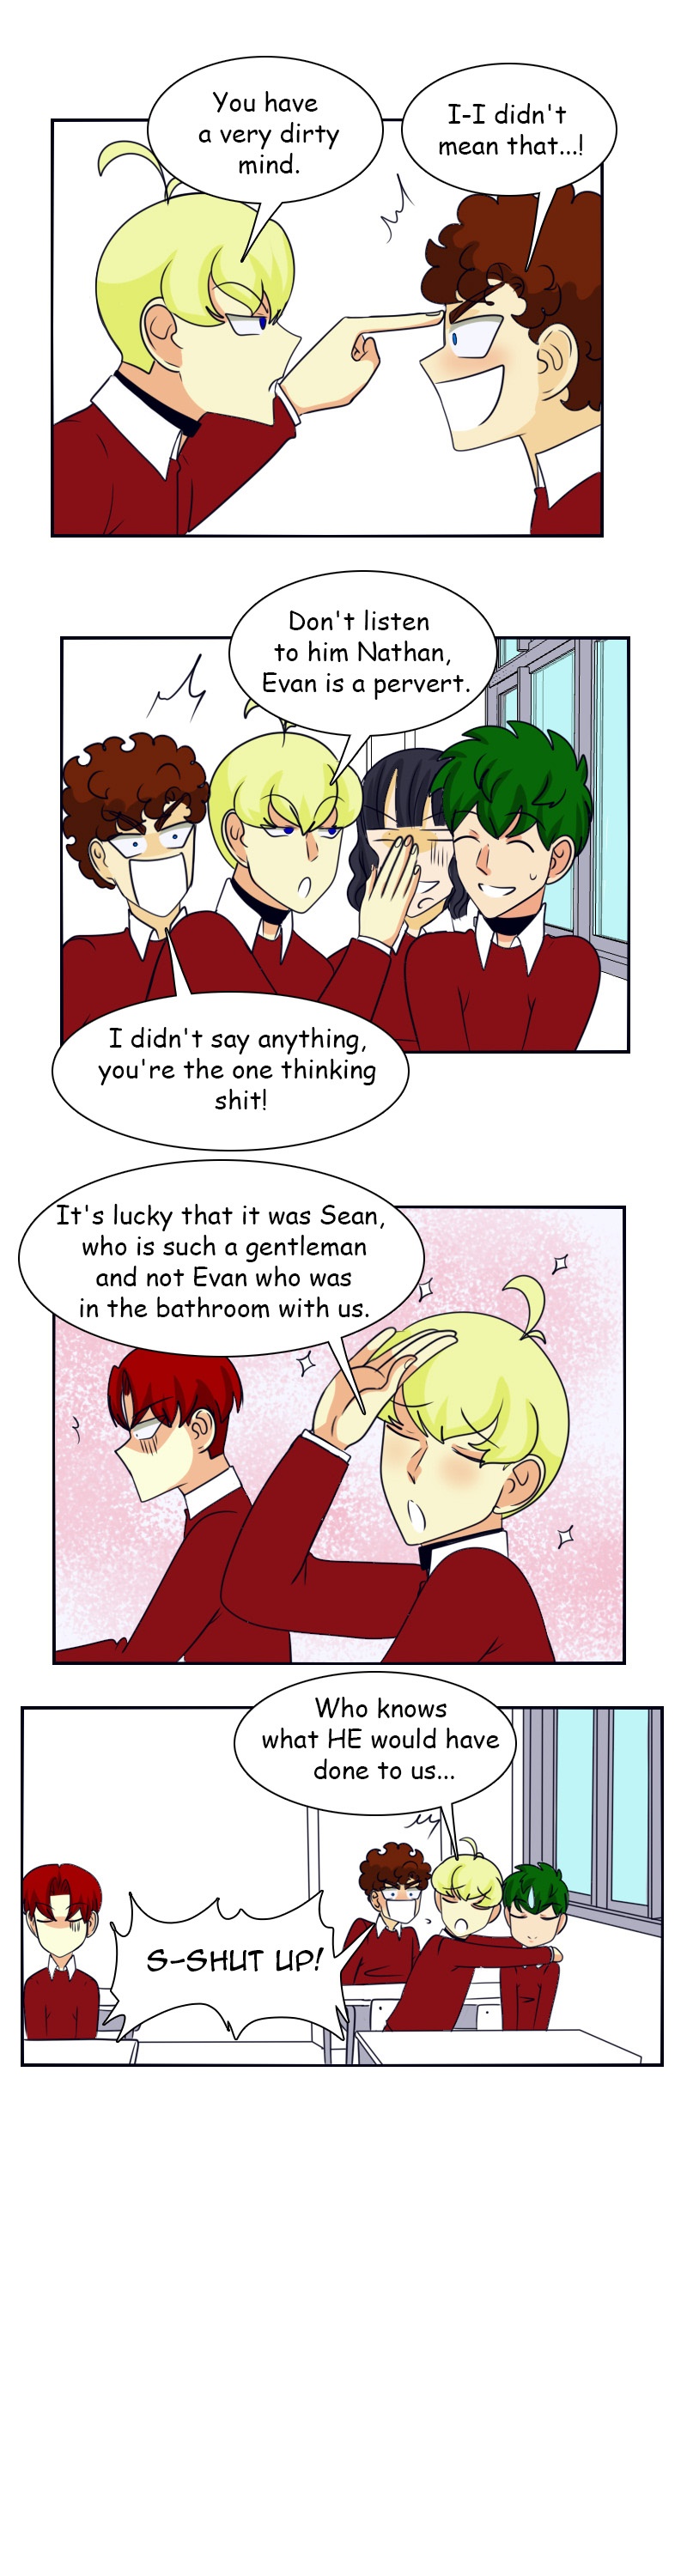 You have
a very dirty
mind.
I-I didn't
mean that...!
Don't listen
to him Nathan,
Evan is a pervert.
I didn't say anything,
you're the one thinking
shit!
It's lucky that it was Sean,
who is such a gentleman
and not Evan who was
in the bathroom with us.
Who knows
what HE would have
done to us...
S-SHUT UP!